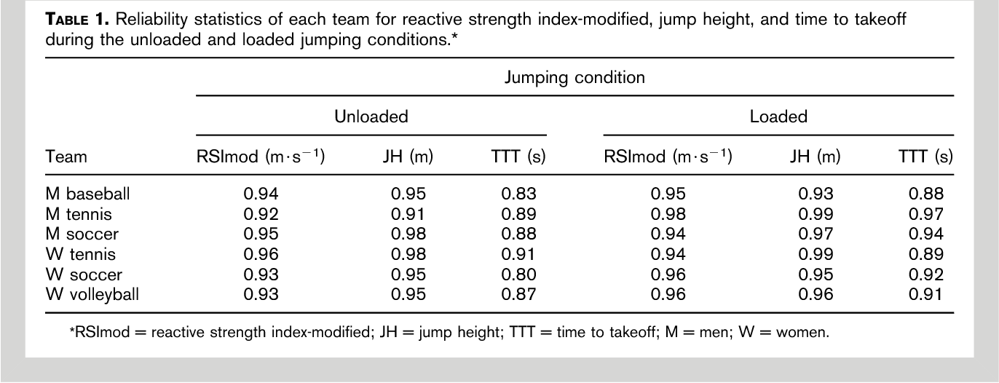 TABLE 1. Reliability statistics of each team for reactive strength index-modified, jump height, and time to takeoff
during the unloaded and loaded jumping conditions.*
Jumping condition
Unloaded Loaded
Team RSImod (m·s⁻¹) JH (m) TTT (s) RSImod (m·s⁻¹) JH (m) TTT (s)
M baseball 0.94 0.95 0.83 0.95 0.93 0.88
M tennis 0.92 0.91 0.89 0.98 0.99 0.97
M soccer 0.95 0.98 0.88 0.94 0.97 0.94
W tennis 0.96 0.98 0.91 0.94 0.99 0.89
W soccer 0.93 0.95 0.80 0.96 0.95 0.92
W volleyball 0.93 0.95 0.87 0.96 0.96 0.91
*RSImod = reactive strength index-modified; JH = jump height; TTT = time to takeoff; M = men; W = women.